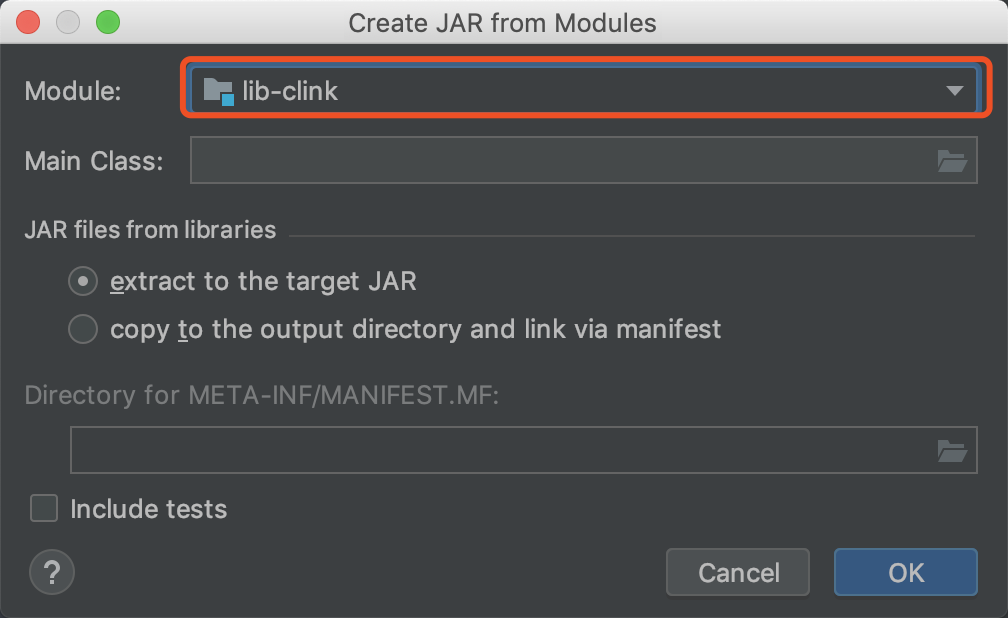 Create JAR from Modules
Module: lib-clink
Main Class:
JAR files from libraries
extract to the target JAR
copy to the output directory and link via manifest
Directory for META-INF/MANIFEST.MF:
Include tests
? Cancel OK